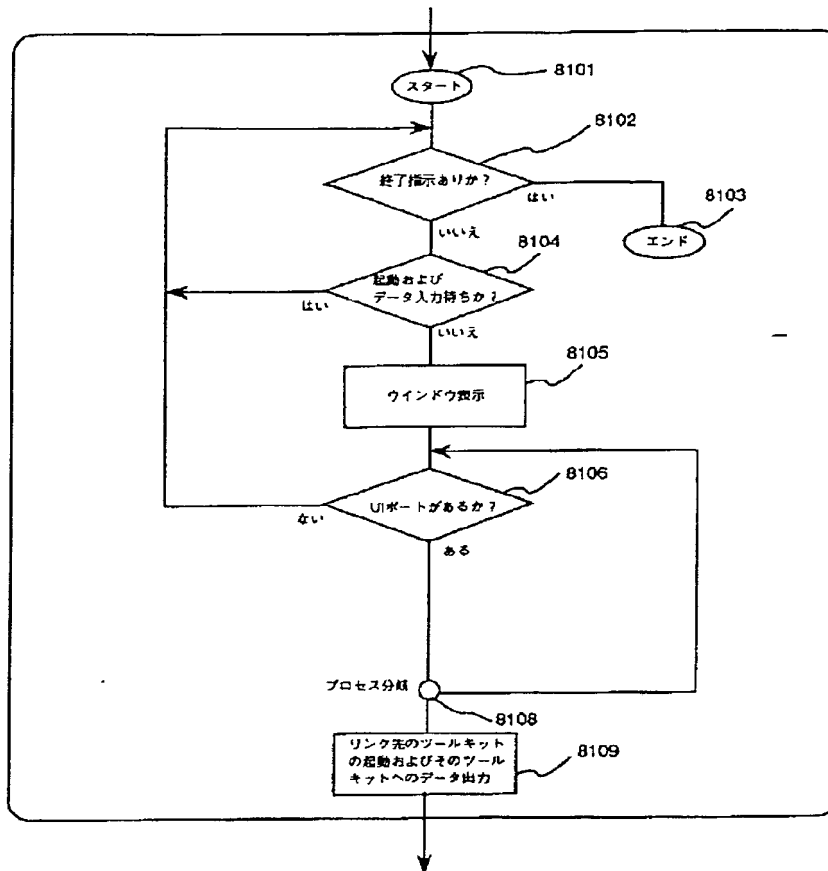 8101
スタート
8102
終了指示ありか？
はい
8103
エンド
いいえ
8104
起動および
データ入力待ちか？
はい
いいえ
8105
ウインドウ表示
8106
UIポートがあるか？
ない
ある
プロセス分岐
8108
リンク先のツールキット
の起動およびそのツール
キットへのデータ出力
8109